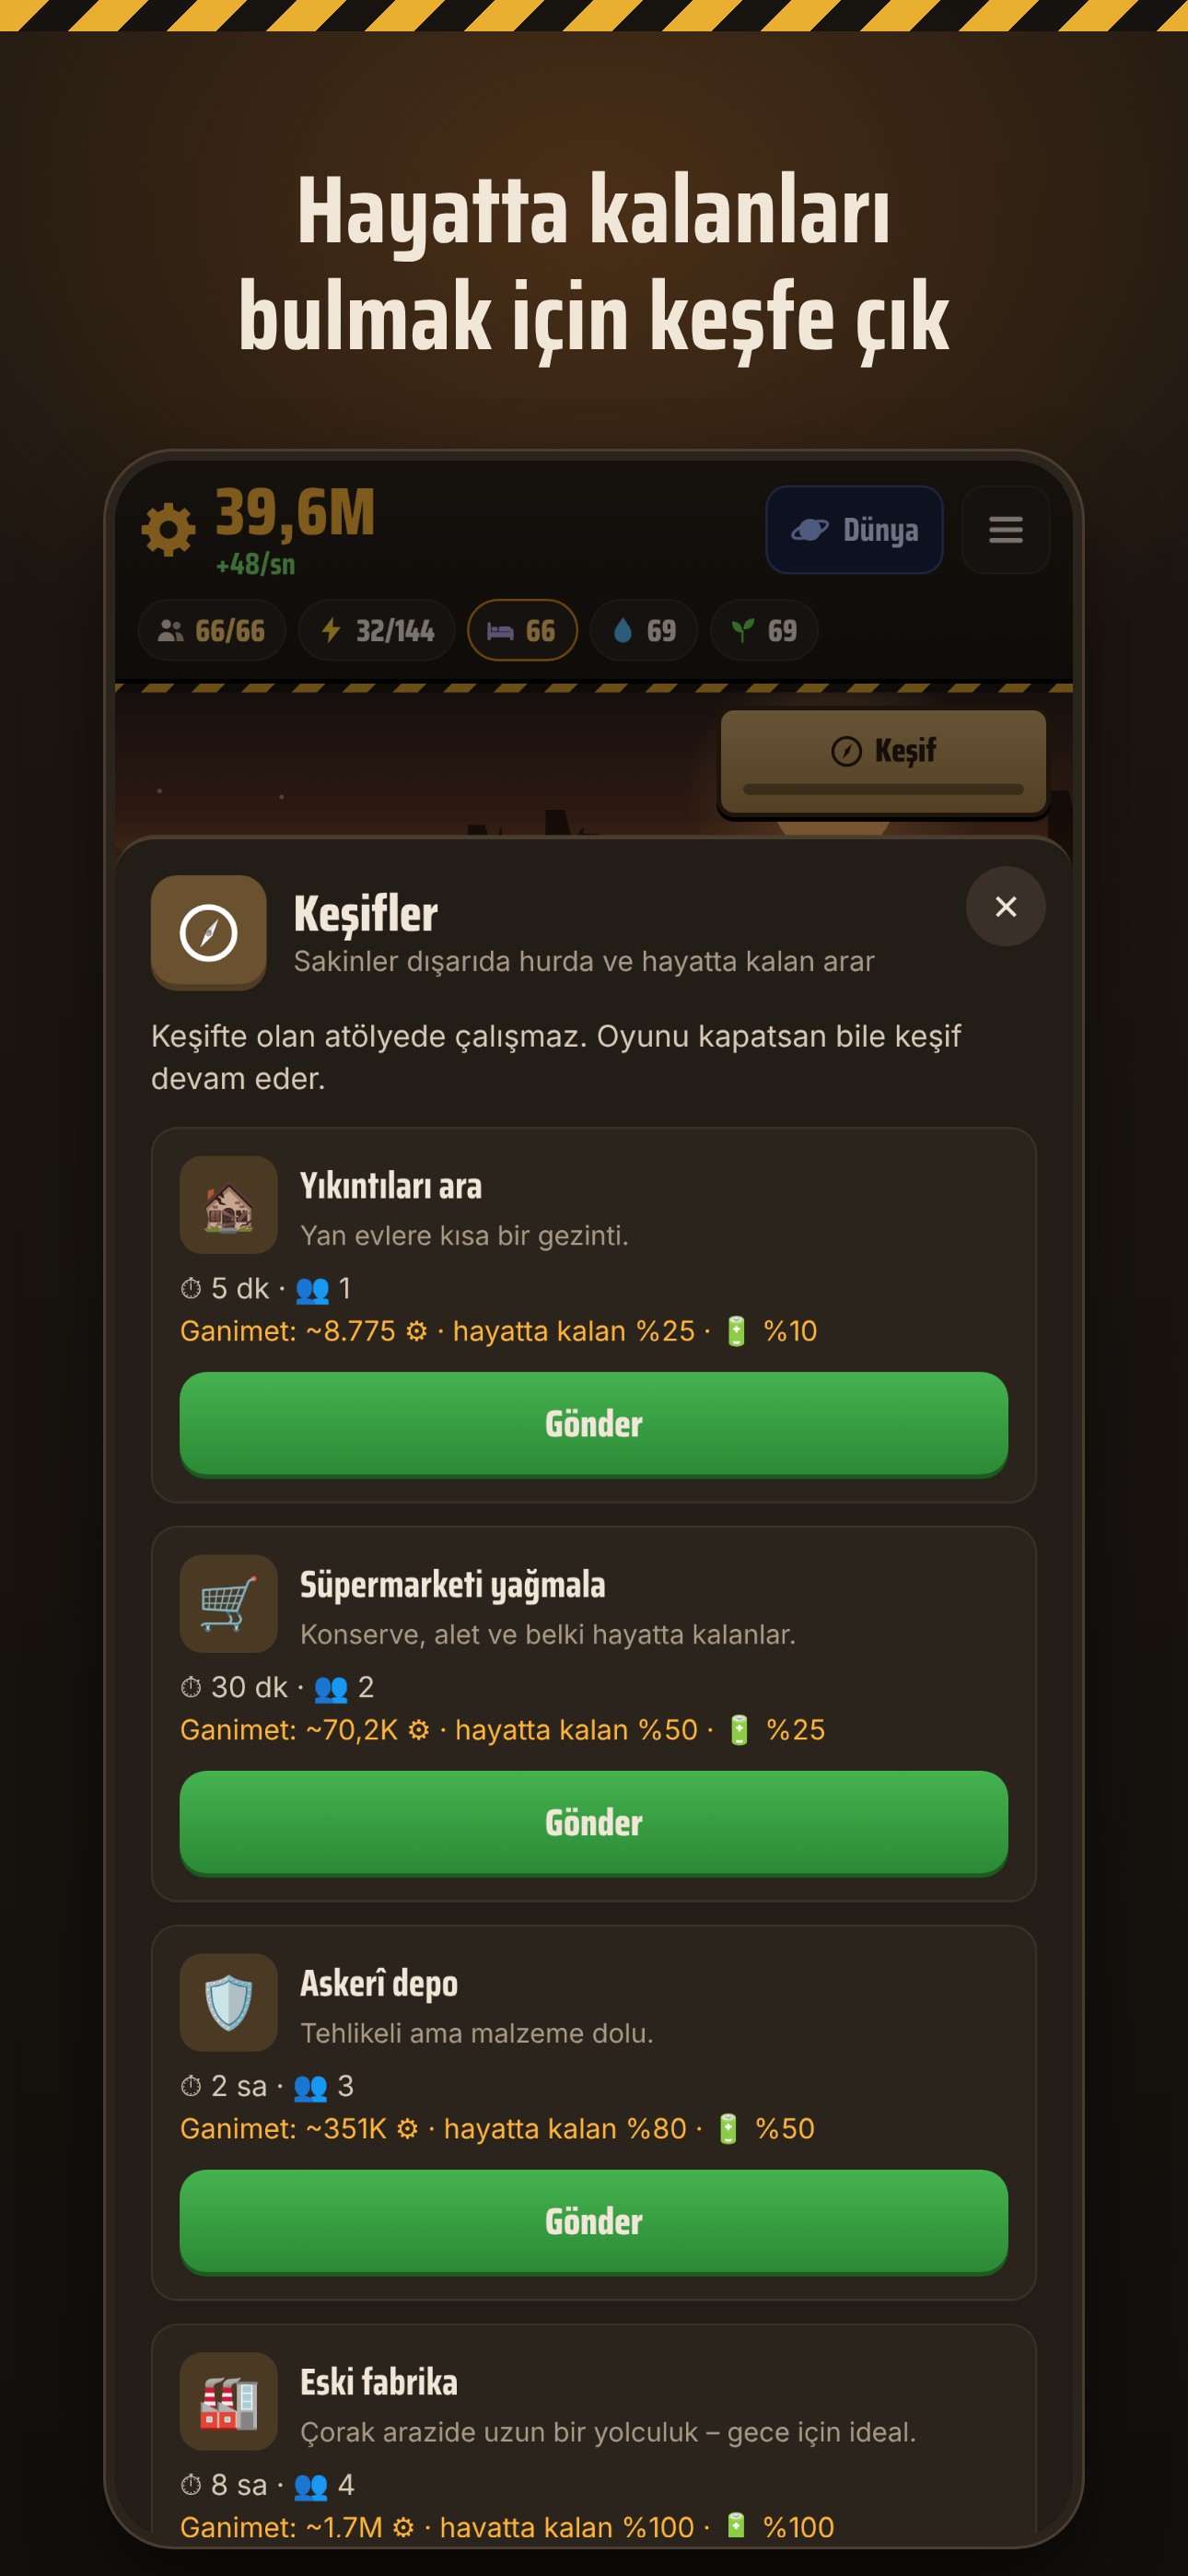 Hayatta kalanları
bulmak için keşfe çık
39,6M
+48/sn
Dünya
66/66
32/144
66
69
69
Keşif
Keşifler
Sakinler dışarıda hurda ve hayatta kalan arar
Keşifte olan atölyede çalışmaz. Oyunu kapatsan bile keşif
devam eder.
Yıkıntıları ara
Yan evlere kısa bir gezinti.
⏱ 5 dk · 👥 1
Ganimet: ~8.775 ⚙ · hayatta kalan %25 · 🔋 %10
Gönder
Süpermarketi yağmala
Konserve, alet ve belki hayatta kalanlar.
⏱ 30 dk · 👥 2
Ganimet: ~70,2K ⚙ · hayatta kalan %50 · 🔋 %25
Gönder
Askerî depo
Tehlikeli ama malzeme dolu.
⏱ 2 sa · 👥 3
Ganimet: ~351K ⚙ · hayatta kalan %80 · 🔋 %50
Gönder
Eski fabrika
Çorak arazide uzun bir yolculuk – gece için ideal.
⏱ 8 sa · 👥 4
Ganimet: ~1.7M ⚙ · hayatta kalan %100 · 🔋 %100